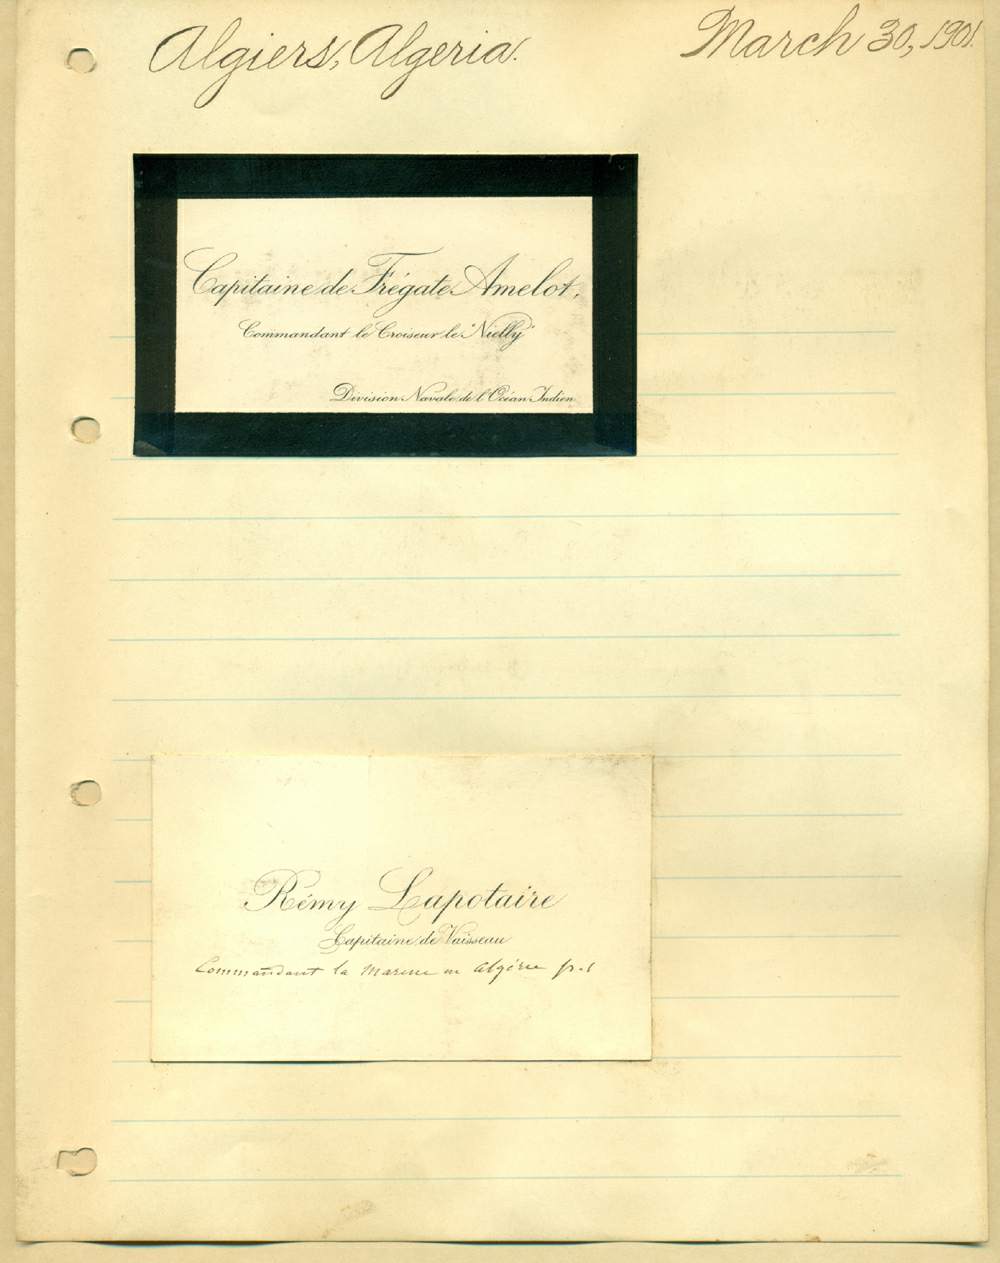 Algiers, Algeria. March 30, 1901.
Capitaine de Frégate Amelot,
Commandant le Croiseur le "Nielly"
Division Navale de l'Océan Indien
Rémy Lapotaire
Capitaine de Vaisseau
Commandant la Marine en Algérie p.i